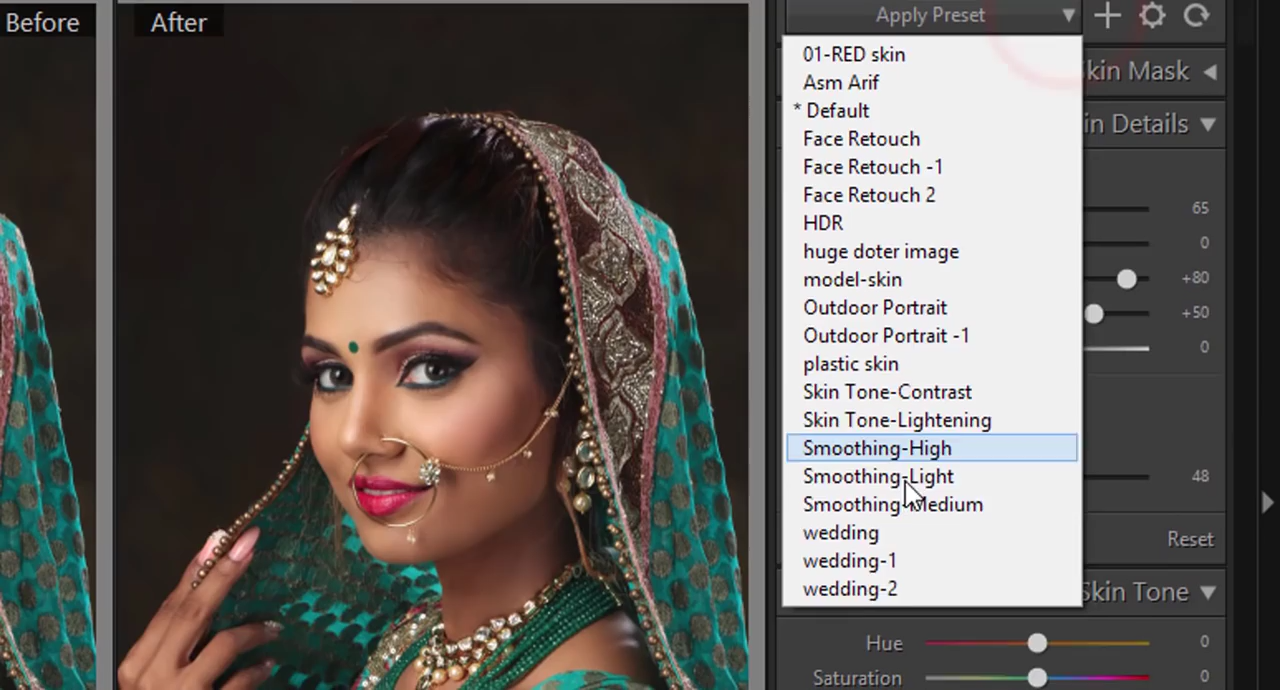 Before
After
Apply Preset
01-RED skin
Asm Arif
* Default
Face Retouch
Face Retouch -1
Face Retouch 2
HDR
huge doter image
model-skin
Outdoor Portrait
Outdoor Portrait -1
plastic skin
Skin Tone-Contrast
Skin Tone-Lightening
Smoothing-High
Smoothing-Light
Smoothing-Medium
wedding
wedding-1
wedding-2
kin Mask
in Details
65
0
+80
+50
0
48
Reset
Skin Tone
Hue 0
Saturation 0